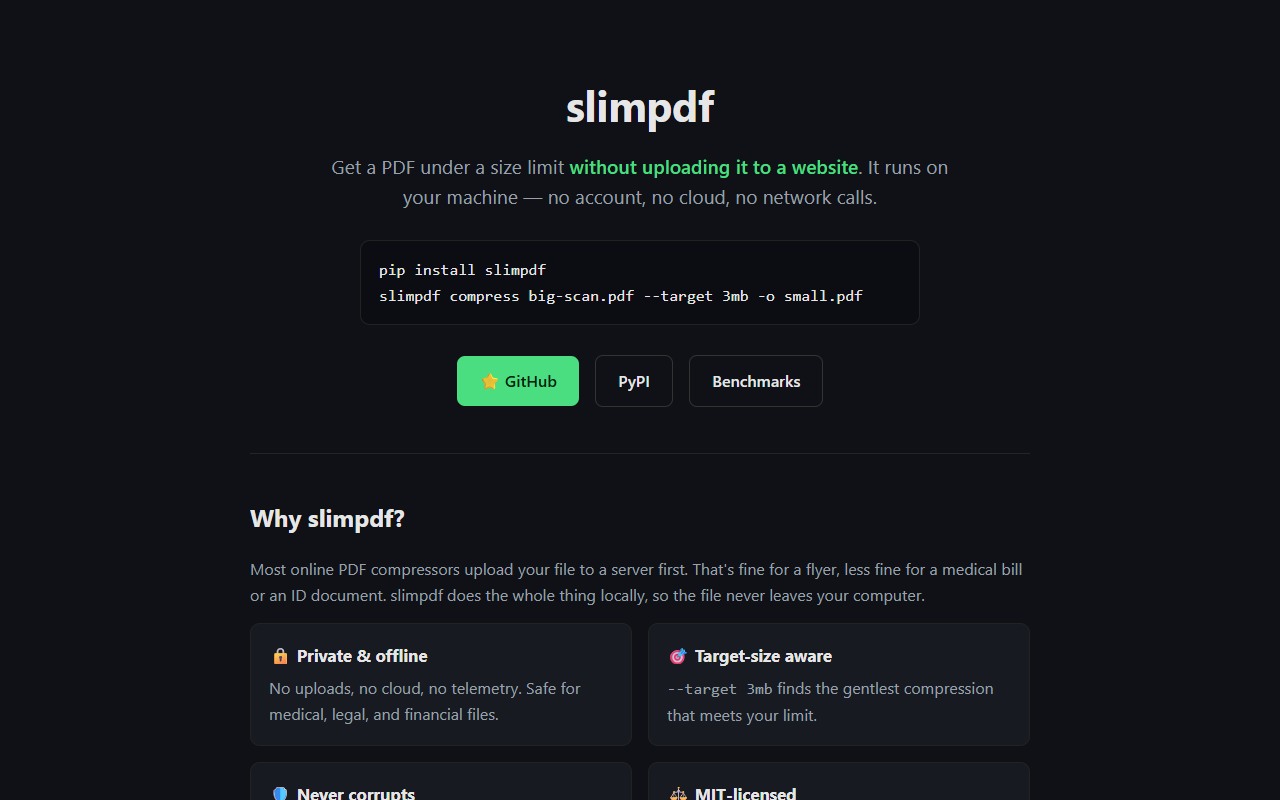 slimpdf
Get a PDF under a size limit without uploading it to a website. It runs on
your machine — no account, no cloud, no network calls.
pip install slimpdf
slimpdf compress big-scan.pdf --target 3mb -o small.pdf
⭐ GitHub
PyPI
Benchmarks
Why slimpdf?
Most online PDF compressors upload your file to a server first. That's fine for a flyer, less fine for a medical bill
or an ID document. slimpdf does the whole thing locally, so the file never leaves your computer.
🔒 Private & offline
No uploads, no cloud, no telemetry. Safe for
medical, legal, and financial files.
🎯 Target-size aware
--target 3mb finds the gentlest compression
that meets your limit.
🛡️ Never corrupts
⚖️ MIT-licensed